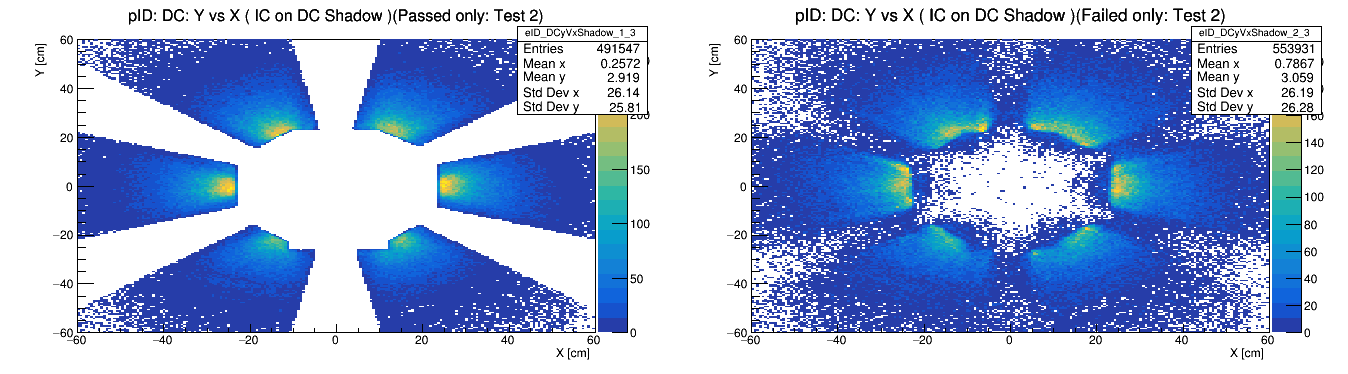 pID: DC: Y vs X ( IC on DC Shadow )(Passed only: Test 2)
eID_DCyVxShadow_1_3
Entries 491547
Mean x 0.2572
Mean y 2.919
Std Dev x 26.14
Std Dev y 25.81
Y [cm]
60
40
20
0
−20
−40
−60
−60 −40 −20 0 20 40 60
X [cm]
200
150
100
50
0
pID: DC: Y vs X ( IC on DC Shadow )(Failed only: Test 2)
eID_DCyVxShadow_2_3
Entries 553931
Mean x 0.7867
Mean y 3.059
Std Dev x 26.19
Std Dev y 26.28
Y [cm]
60
40
20
0
−20
−40
−60
−60 −40 −20 0 20 40 60
X [cm]
160
140
120
100
80
60
40
20
0